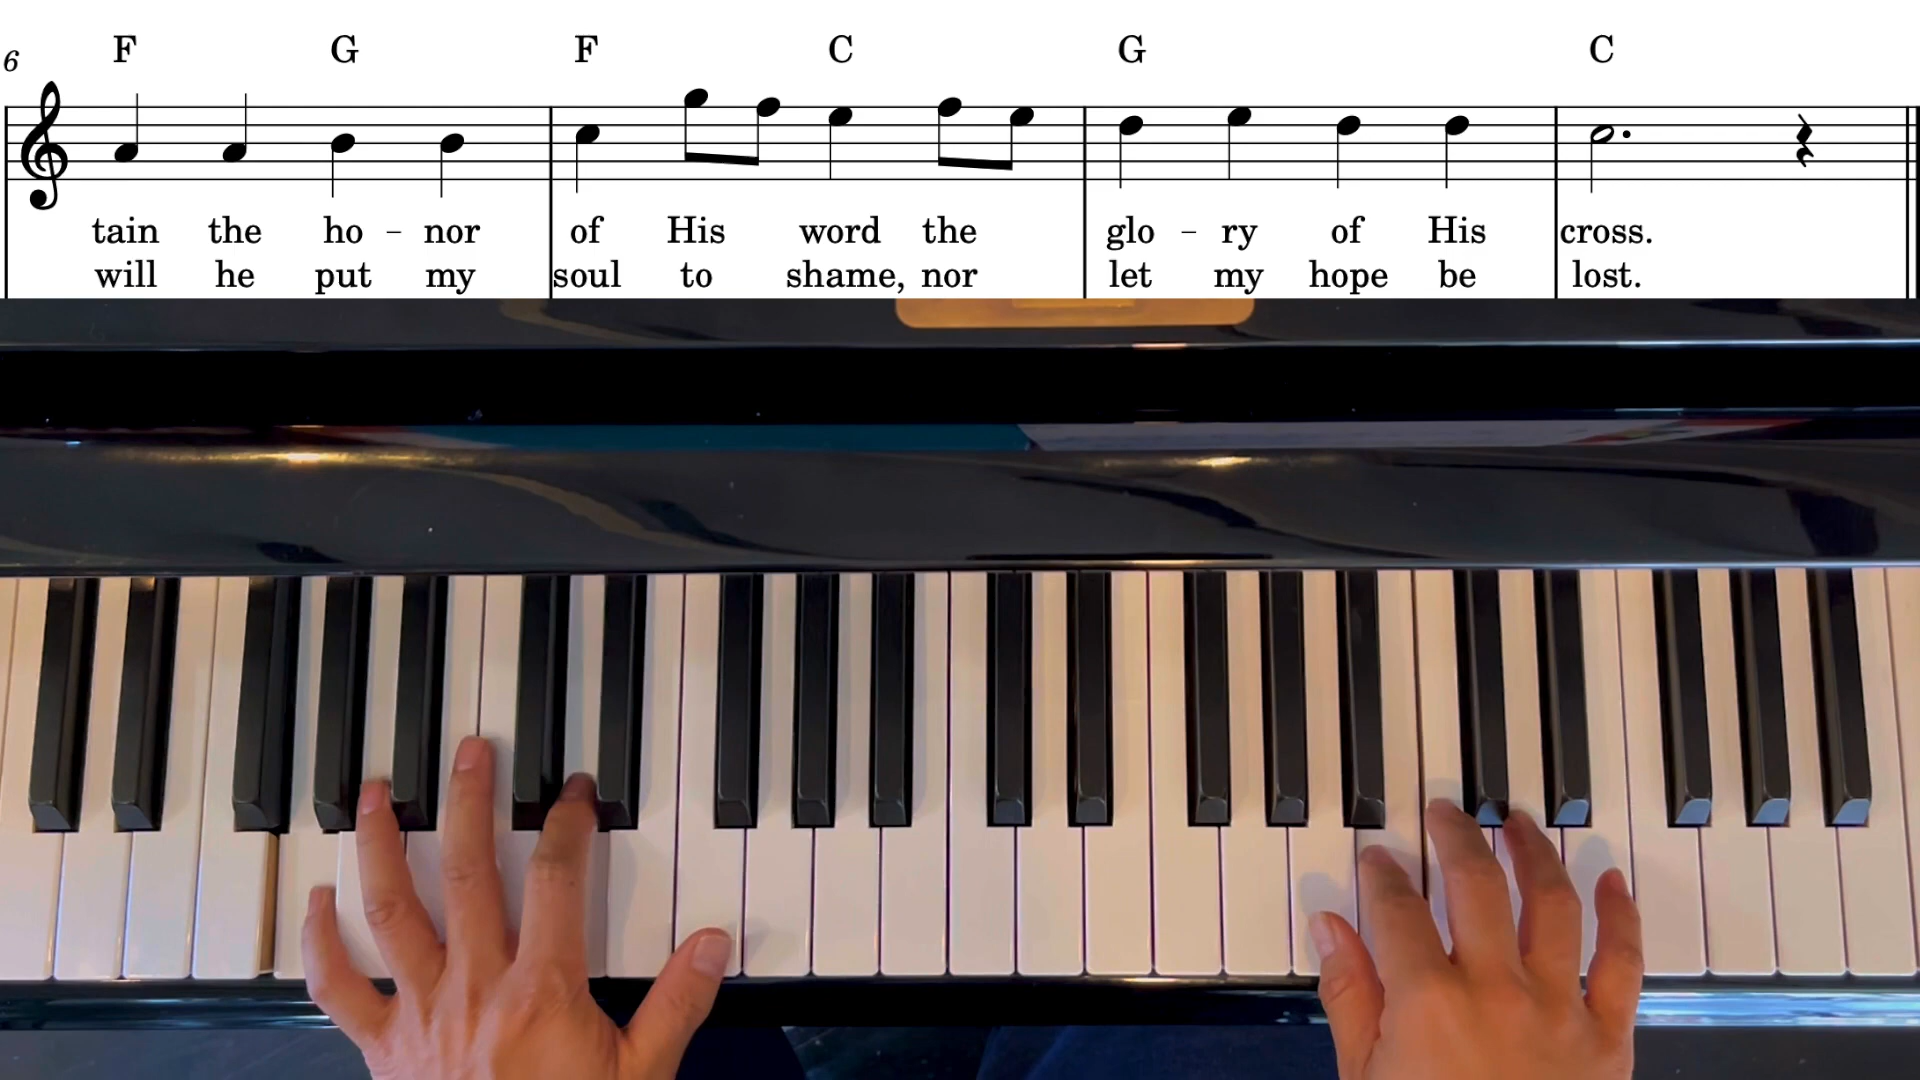 F G F C G C
6
tain the ho - nor of His word the glo - ry of His cross.
will he put my soul to shame, nor let my hope be lost.